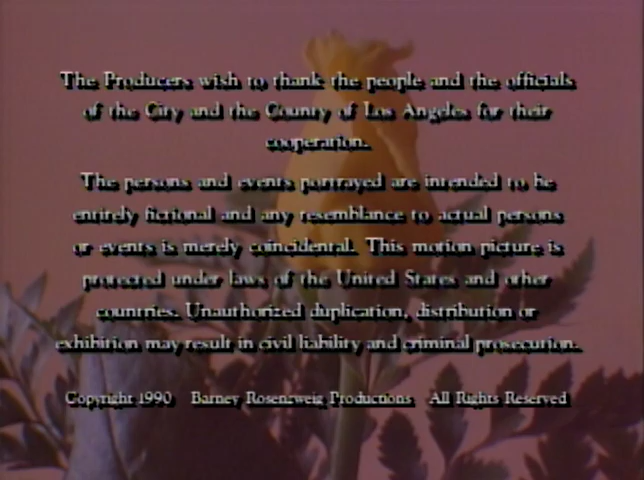 The Producers wish to thank the people and the officials
of the City and the County of Los Angeles for their
cooperation.
The persons and events portrayed are intended to be
entirely fictional and any resemblance to actual persons
or events is merely coincidental. This motion picture is
protected under laws of the United States and other
countries. Unauthorized duplication, distribution or
exhibition may result in civil liability and criminal prosecution.
Copyright 1990 Barney Rosenzweig Productions All Rights Reserved